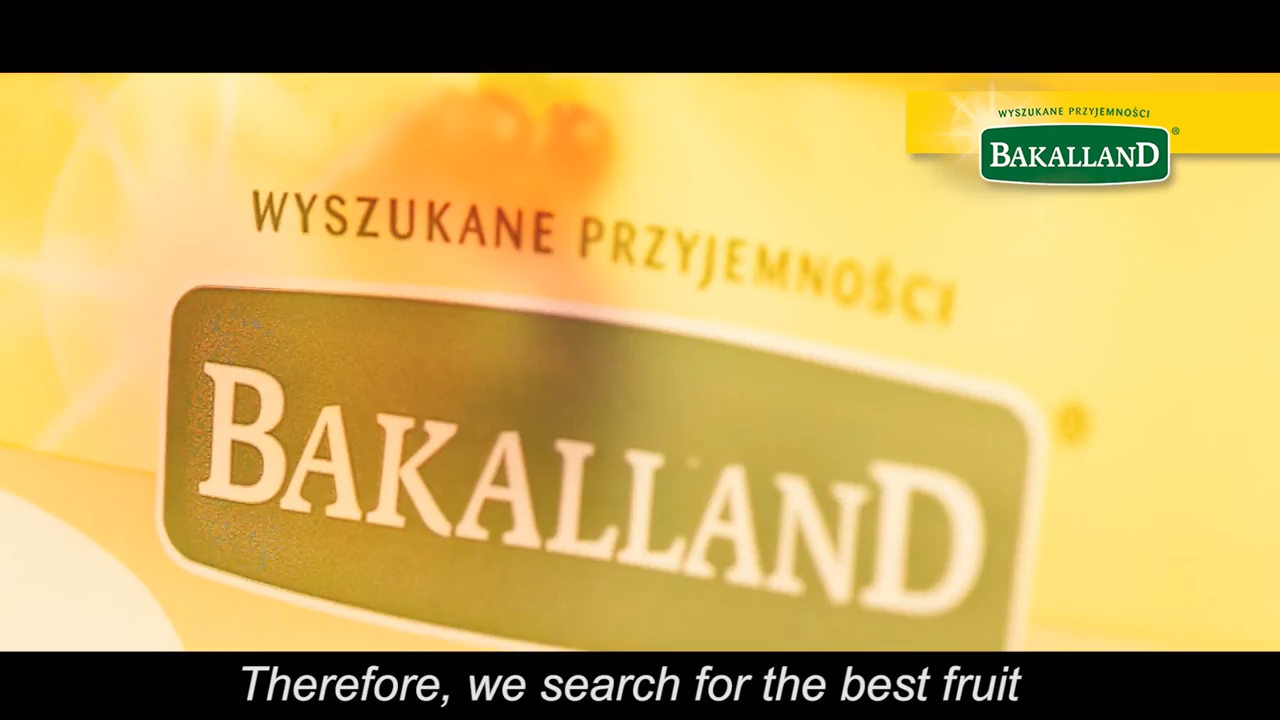 WYSZUKANE PRZYJEMNOŚCI
BAKALLAND®
WYSZUKANE PRZYJEMNOŚCI
BAKALLAND®
Therefore, we search for the best fruit